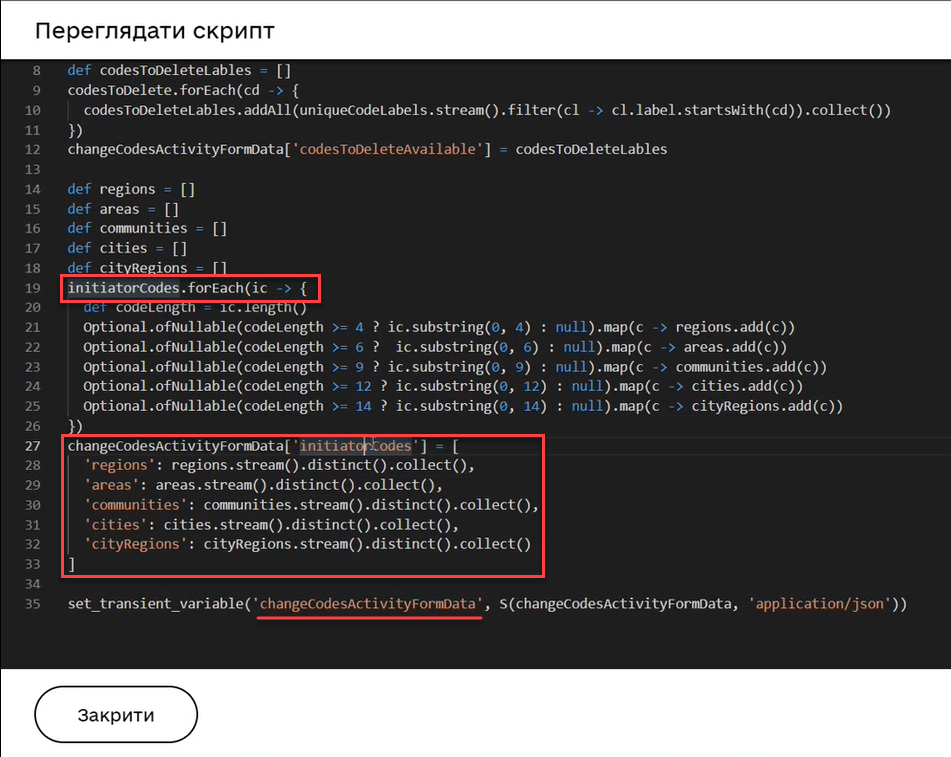 Переглядати скрипт
8 def codesToDeleteLables = []
9 codesToDelete.forEach(cd -> {
10   codesToDeleteLables.addAll(uniqueCodeLabels.stream().filter(cl -> cl.label.startsWith(cd)).collect())
11 })
12 changeCodesActivityFormData['codesToDeleteAvailable'] = codesToDeleteLables
13
14 def regions = []
15 def areas = []
16 def communities = []
17 def cities = []
18 def cityRegions = []
19 initiatorCodes.forEach(ic -> {
20   def codeLength = ic.length()
21   Optional.ofNullable(codeLength >= 4 ? ic.substring(0, 4) : null).map(c -> regions.add(c))
22   Optional.ofNullable(codeLength >= 6 ?  ic.substring(0, 6) : null).map(c -> areas.add(c))
23   Optional.ofNullable(codeLength >= 9 ? ic.substring(0, 9) : null).map(c -> communities.add(c))
24   Optional.ofNullable(codeLength >= 12 ? ic.substring(0, 12) : null).map(c -> cities.add(c))
25   Optional.ofNullable(codeLength >= 14 ? ic.substring(0, 14) : null).map(c -> cityRegions.add(c))
26 })
27 changeCodesActivityFormData['initiatorCodes'] = [
28   'regions': regions.stream().distinct().collect(),
29   'areas': areas.stream().distinct().collect(),
30   'communities': communities.stream().distinct().collect(),
31   'cities': cities.stream().distinct().collect(),
32   'cityRegions': cityRegions.stream().distinct().collect()
33 ]
34
35 set_transient_variable('changeCodesActivityFormData', S(changeCodesActivityFormData, 'application/json'))
Закрити